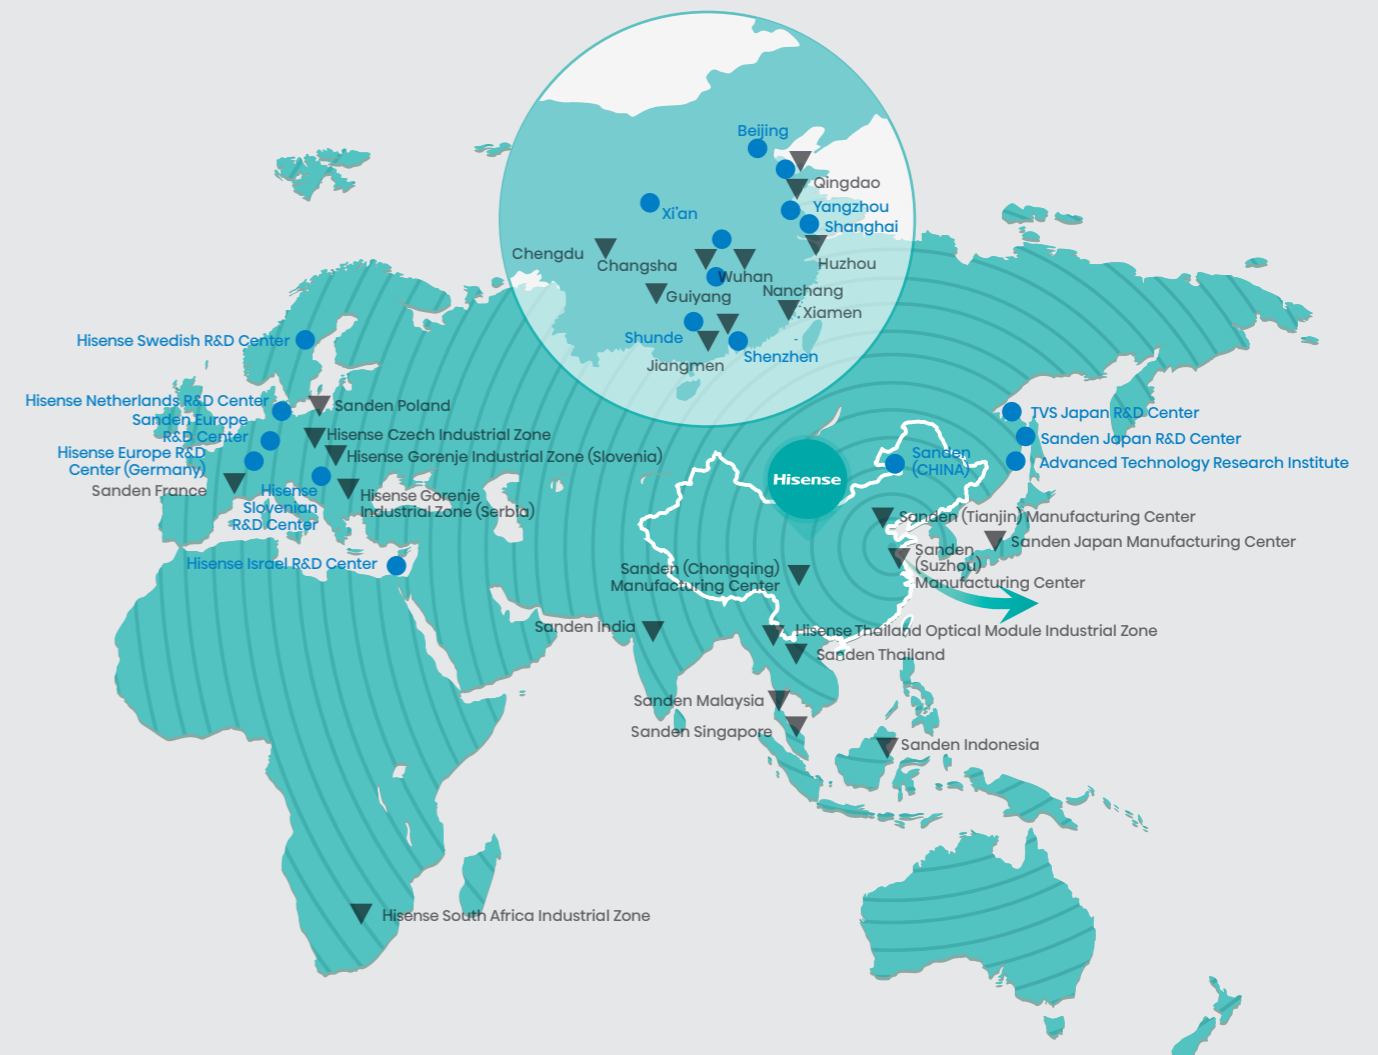 Beijing
Qingdao
Yangzhou
Xi'an
Shanghai
Chengdu
Changsha
Huzhou
Wuhan
Guiyang
Nanchang
Xiamen
Shunde
Shenzhen
Jiangmen
Hisense Swedish R&D Center
Hisense Netherlands R&D Center
Sanden Europe
R&D Center
Hisense Europe R&D
Center (Germany)
Sanden France
Sanden Poland
Hisense Czech Industrial Zone
Hisense Gorenje Industrial Zone (Slovenia)
Hisense
Slovenian
R&D Center
Hisense Gorenje
Industrial Zone (Serbia)
Hisense Israel R&D Center
Hisense
TVS Japan R&D Center
Sanden Japan R&D Center
Sanden
(CHINA)
Advanced Technology Research Institute
Sanden (Tianjin) Manufacturing Center
Sanden Japan Manufacturing Center
Sanden
(Suzhou)
Manufacturing Center
Sanden (Chongqing)
Manufacturing Center
Sanden India
Hisense Thailand Optical Module Industrial Zone
Sanden Thailand
Sanden Malaysia
Sanden Singapore
Sanden Indonesia
Hisense South Africa Industrial Zone